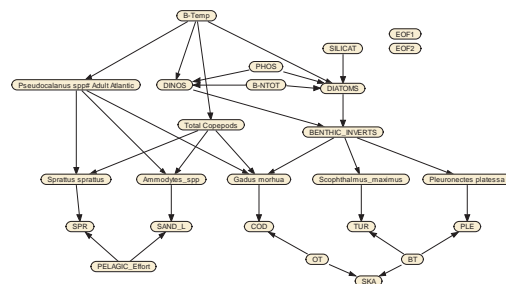 B-Temp
EOF1
SILICAT
EOF2
PHOS
Pseudocalanus spp# Adult Atlantic
DINOS
B-NTOT
DIATOMS
Total Copepods
BENTHIC_INVERTS
Sprattus sprattus
Ammodytes_spp
Gadus morhua
Scophthalmus_maximus
Pleuronectes platessa
SPR
SAND_L
COD
TUR
PLE
PELAGIC_Effort
OT
BT
SKA